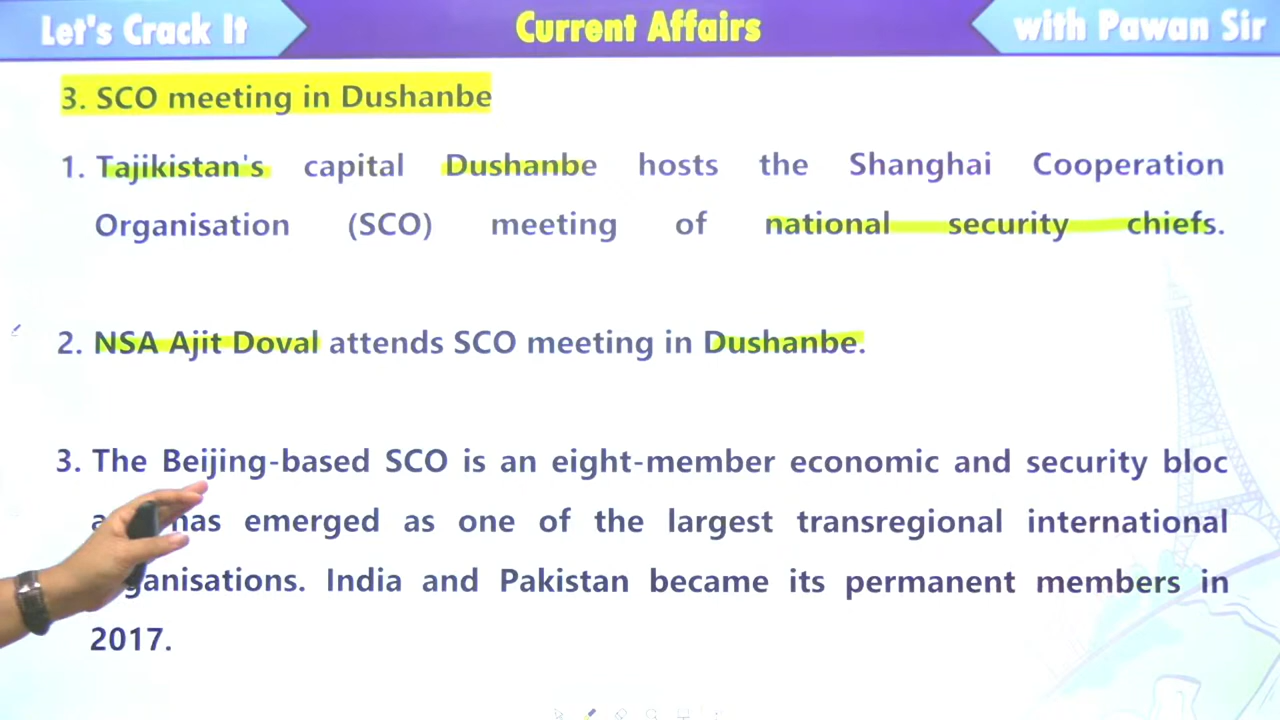 Let's Crack It
Current Affairs
with Pawan Sir
3. SCO meeting in Dushanbe
1. Tajikistan's capital Dushanbe hosts the Shanghai Cooperation
Organisation (SCO) meeting of national security chiefs.
2. NSA Ajit Doval attends SCO meeting in Dushanbe.
3. The Beijing-based SCO is an eight-member economic and security bloc
has emerged as one of the largest transregional international
India and Pakistan became its permanent members in
2017.